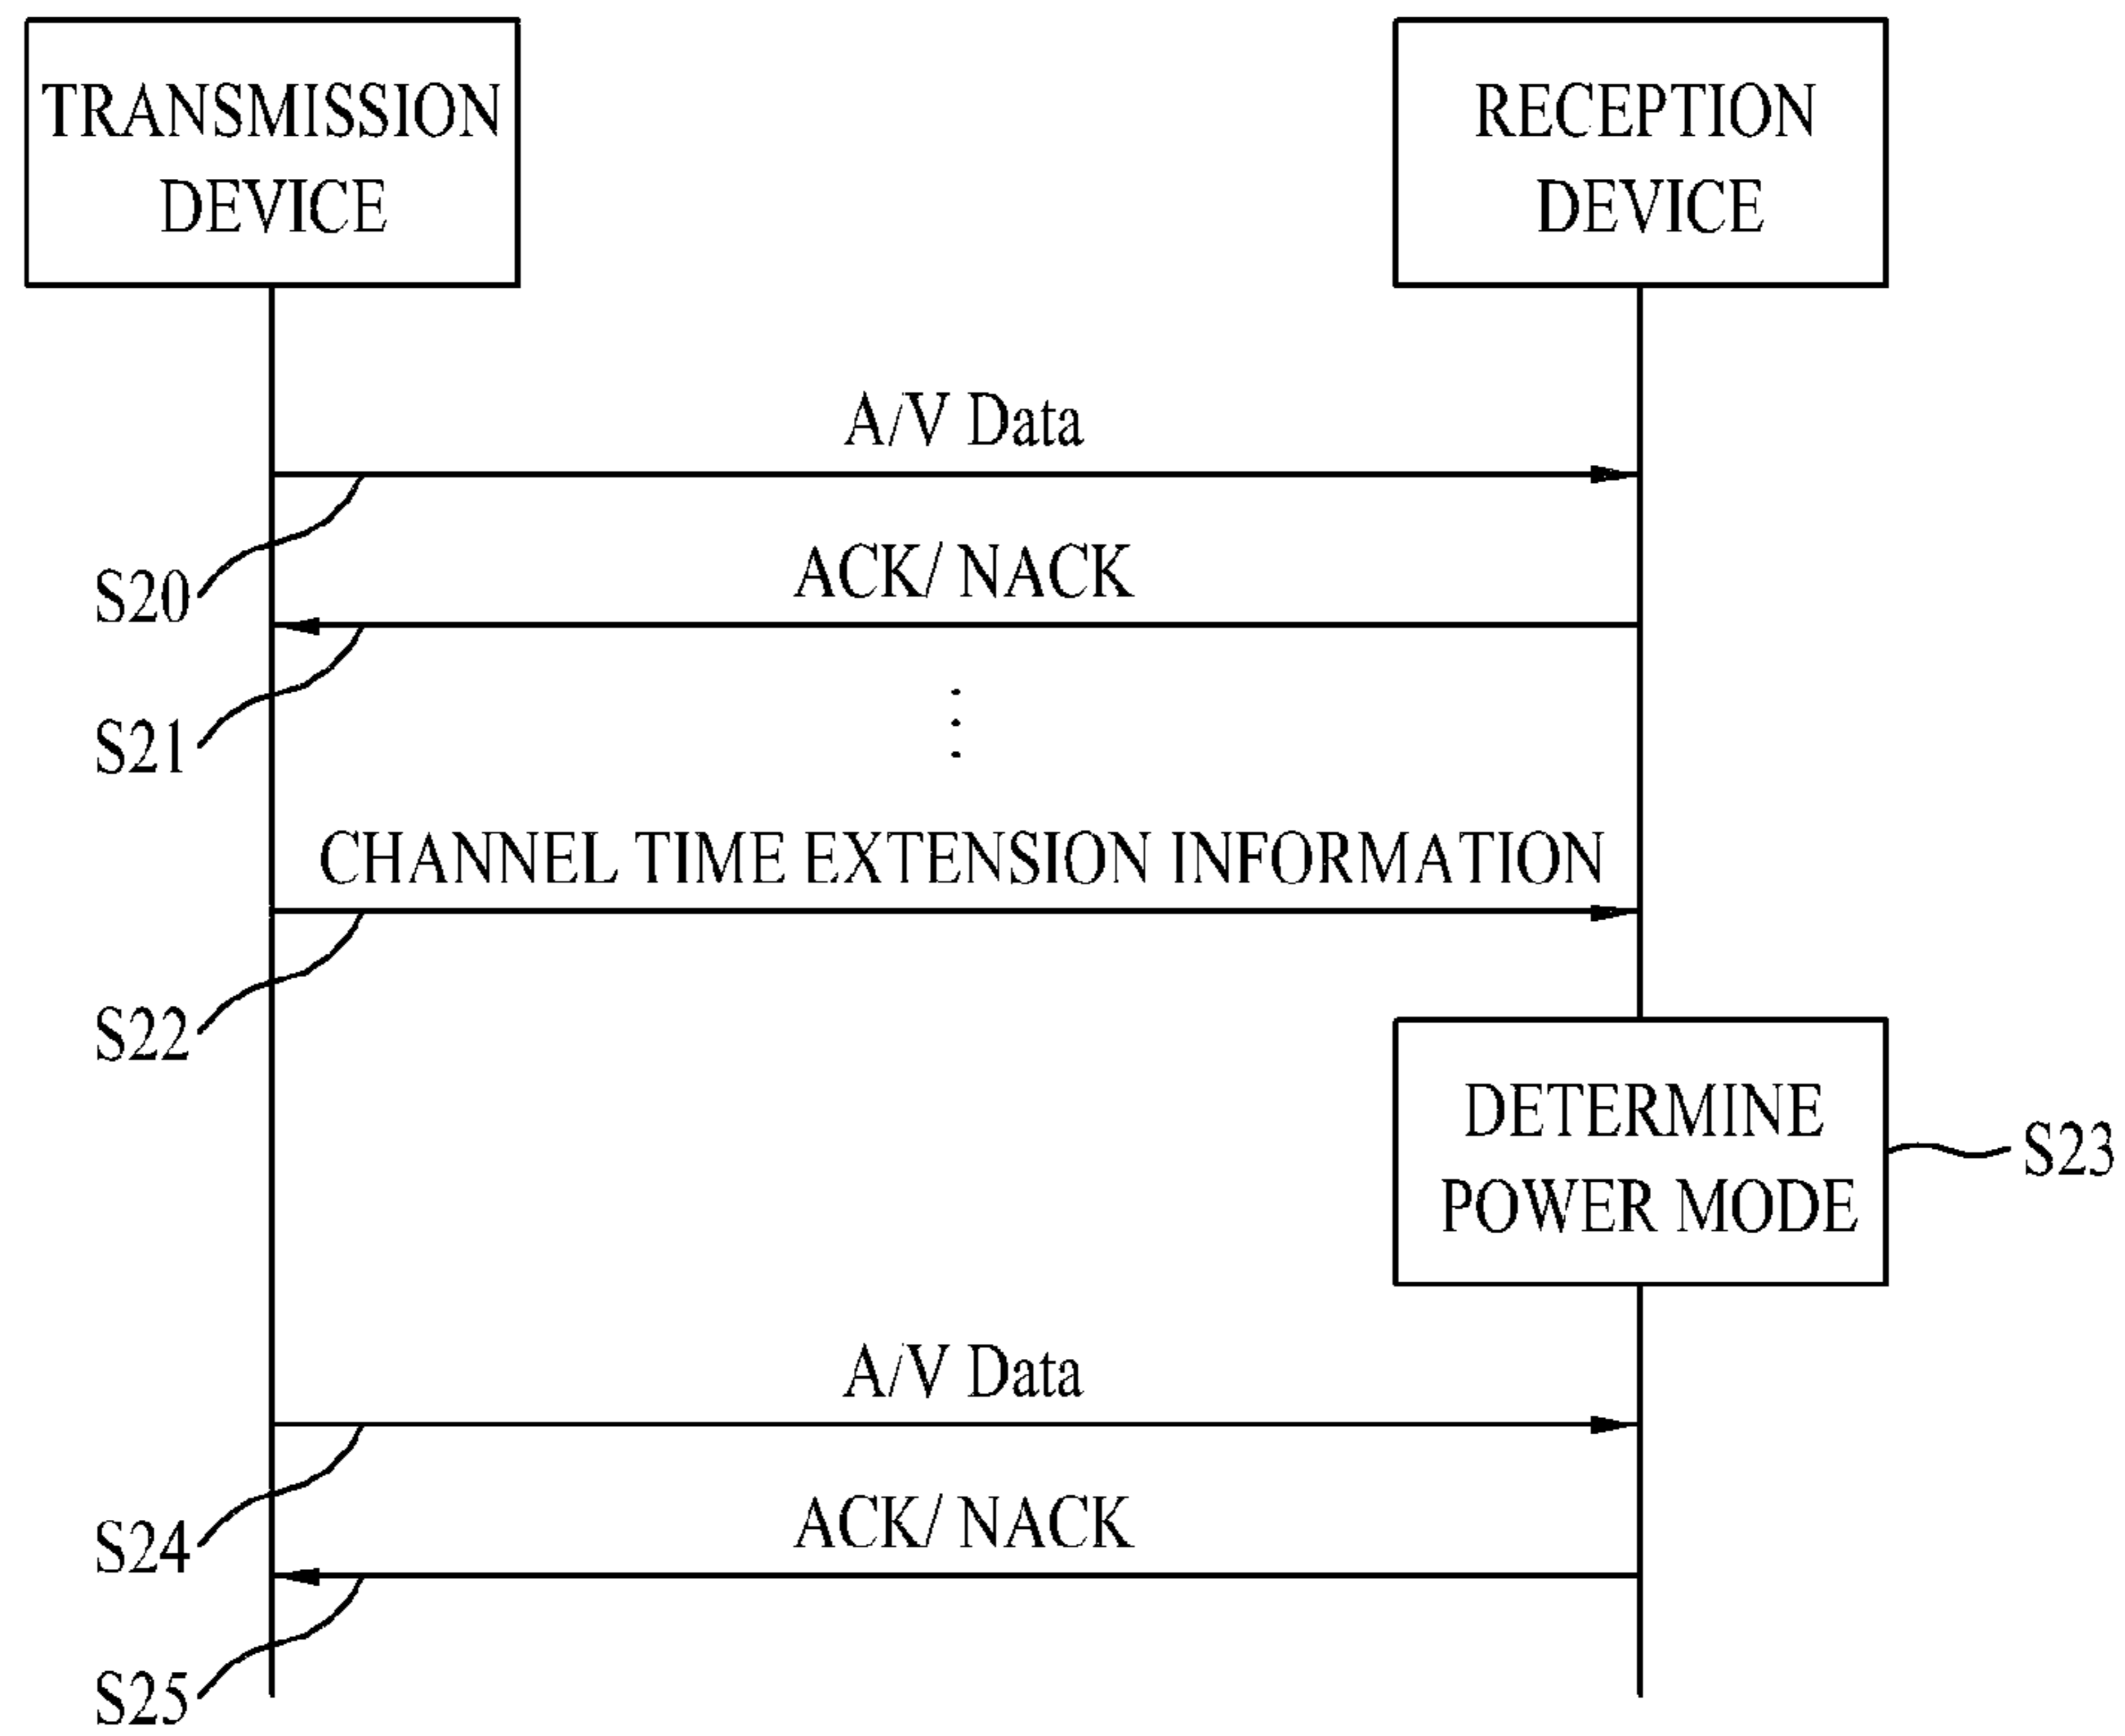 TRANSMISSION
DEVICE
RECEPTION
DEVICE
A/V Data
S20
ACK/ NACK
S21
CHANNEL TIME EXTENSION INFORMATION
S22
DETERMINE
POWER MODE
S23
A/V Data
S24
ACK/ NACK
S25